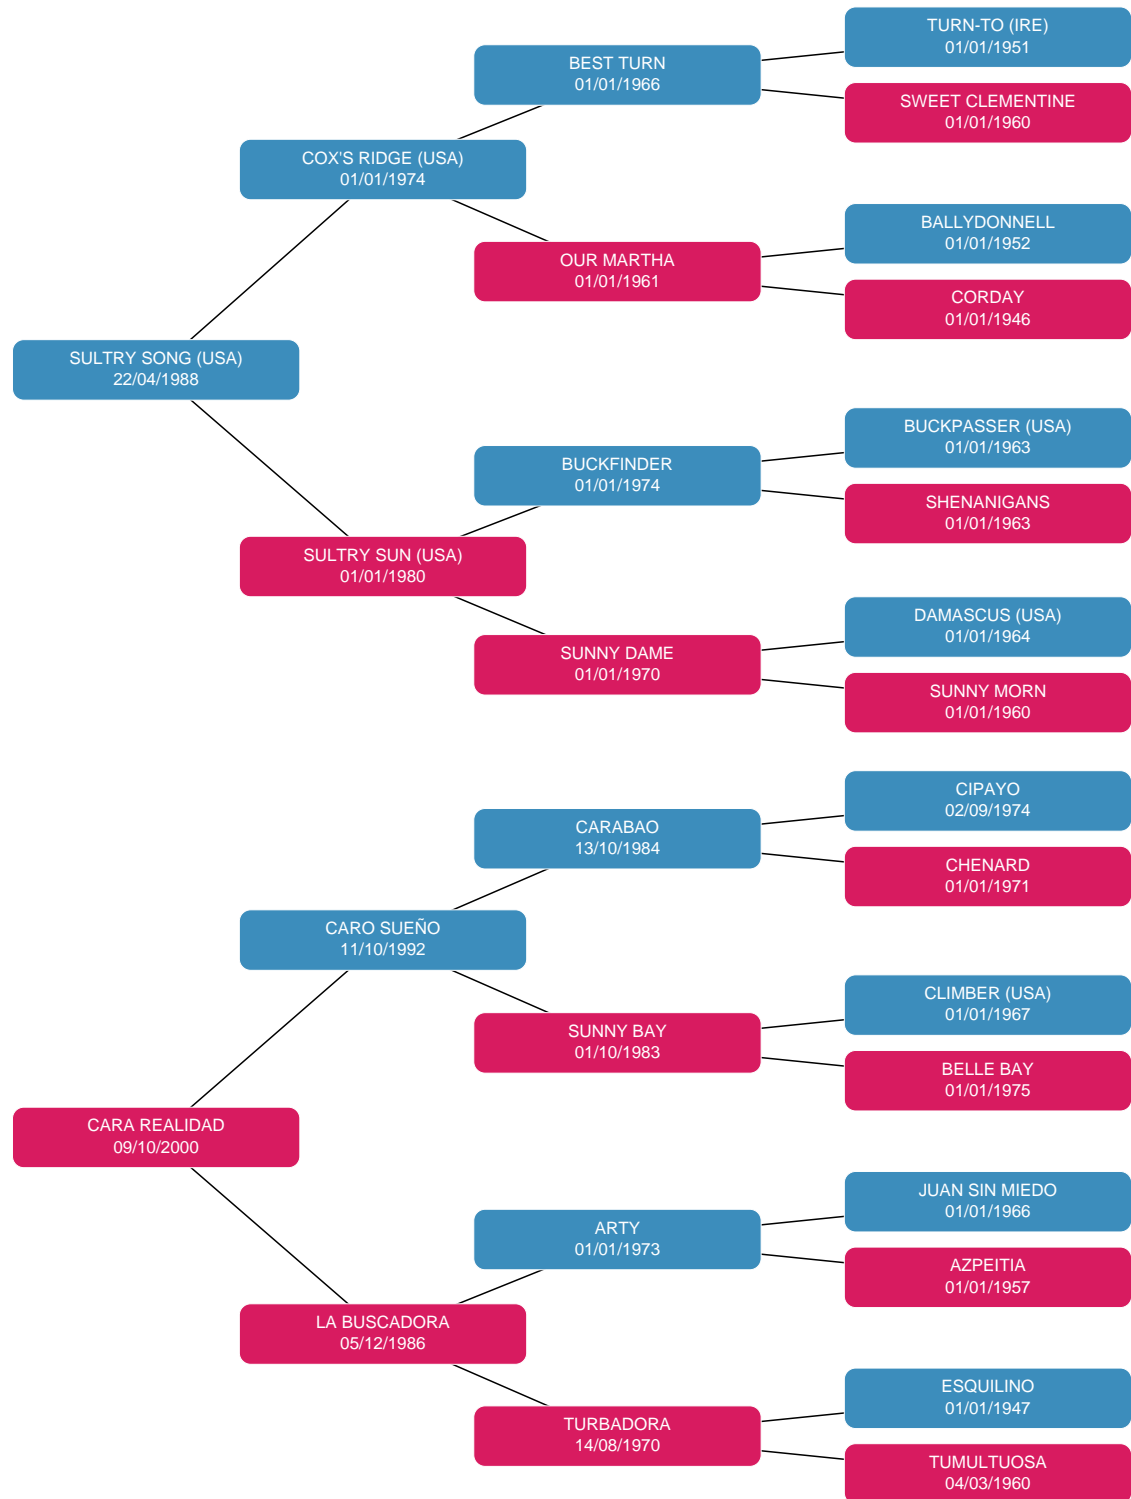 TURN-TO (IRE)
01/01/1951
BEST TURN
01/01/1966
SWEET CLEMENTINE
01/01/1960
COX'S RIDGE (USA)
01/01/1974
BALLYDONNELL
01/01/1952
OUR MARTHA
01/01/1961
CORDAY
01/01/1946
SULTRY SONG (USA)
22/04/1988
BUCKPASSER (USA)
01/01/1963
BUCKFINDER
01/01/1974
SHENANIGANS
01/01/1963
SULTRY SUN (USA)
01/01/1980
DAMASCUS (USA)
01/01/1964
SUNNY DAME
01/01/1970
SUNNY MORN
01/01/1960
CIPAYO
02/09/1974
CARABAO
13/10/1984
CHENARD
01/01/1971
CARO SUEÑO
11/10/1992
CLIMBER (USA)
01/01/1967
SUNNY BAY
01/10/1983
BELLE BAY
01/01/1975
CARA REALIDAD
09/10/2000
JUAN SIN MIEDO
01/01/1966
ARTY
01/01/1973
AZPEITIA
01/01/1957
LA BUSCADORA
05/12/1986
ESQUILINO
01/01/1947
TURBADORA
14/08/1970
TUMULTUOSA
04/03/1960